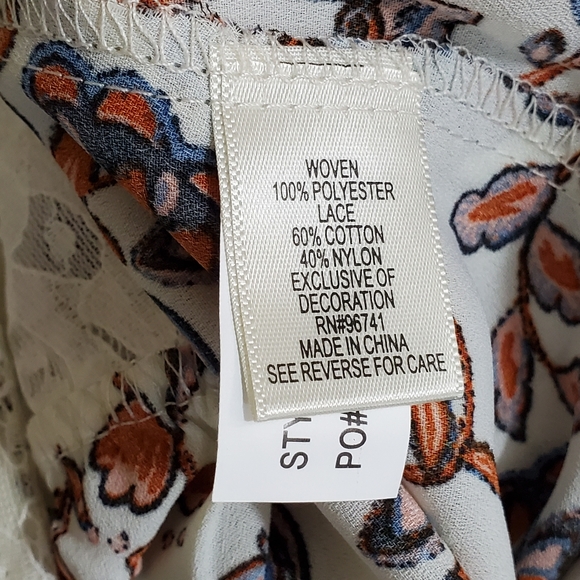 WOVEN
100% POLYESTER
LACE
60% COTTON
40% NYLON
EXCLUSIVE OF
DECORATION
RN#96741
MADE IN CHINA
SEE REVERSE FOR CARE
STY
PO#